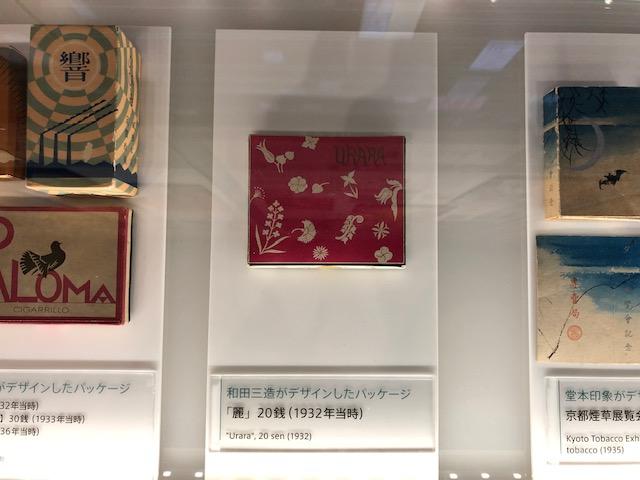 響
ALOMA
CIGARRILLO
がデザインしたパッケージ
32年当時)
】30銭 (1933年当時)
36年当時)
URARA
和田三造がデザインしたパッケージ
「麗」20銭 (1932年当時)
"Urara", 20 sen (1932)
堂本印象がデザ
京都煙草展覧会
Kyoto Tobacco Exh
tobacco (1935)